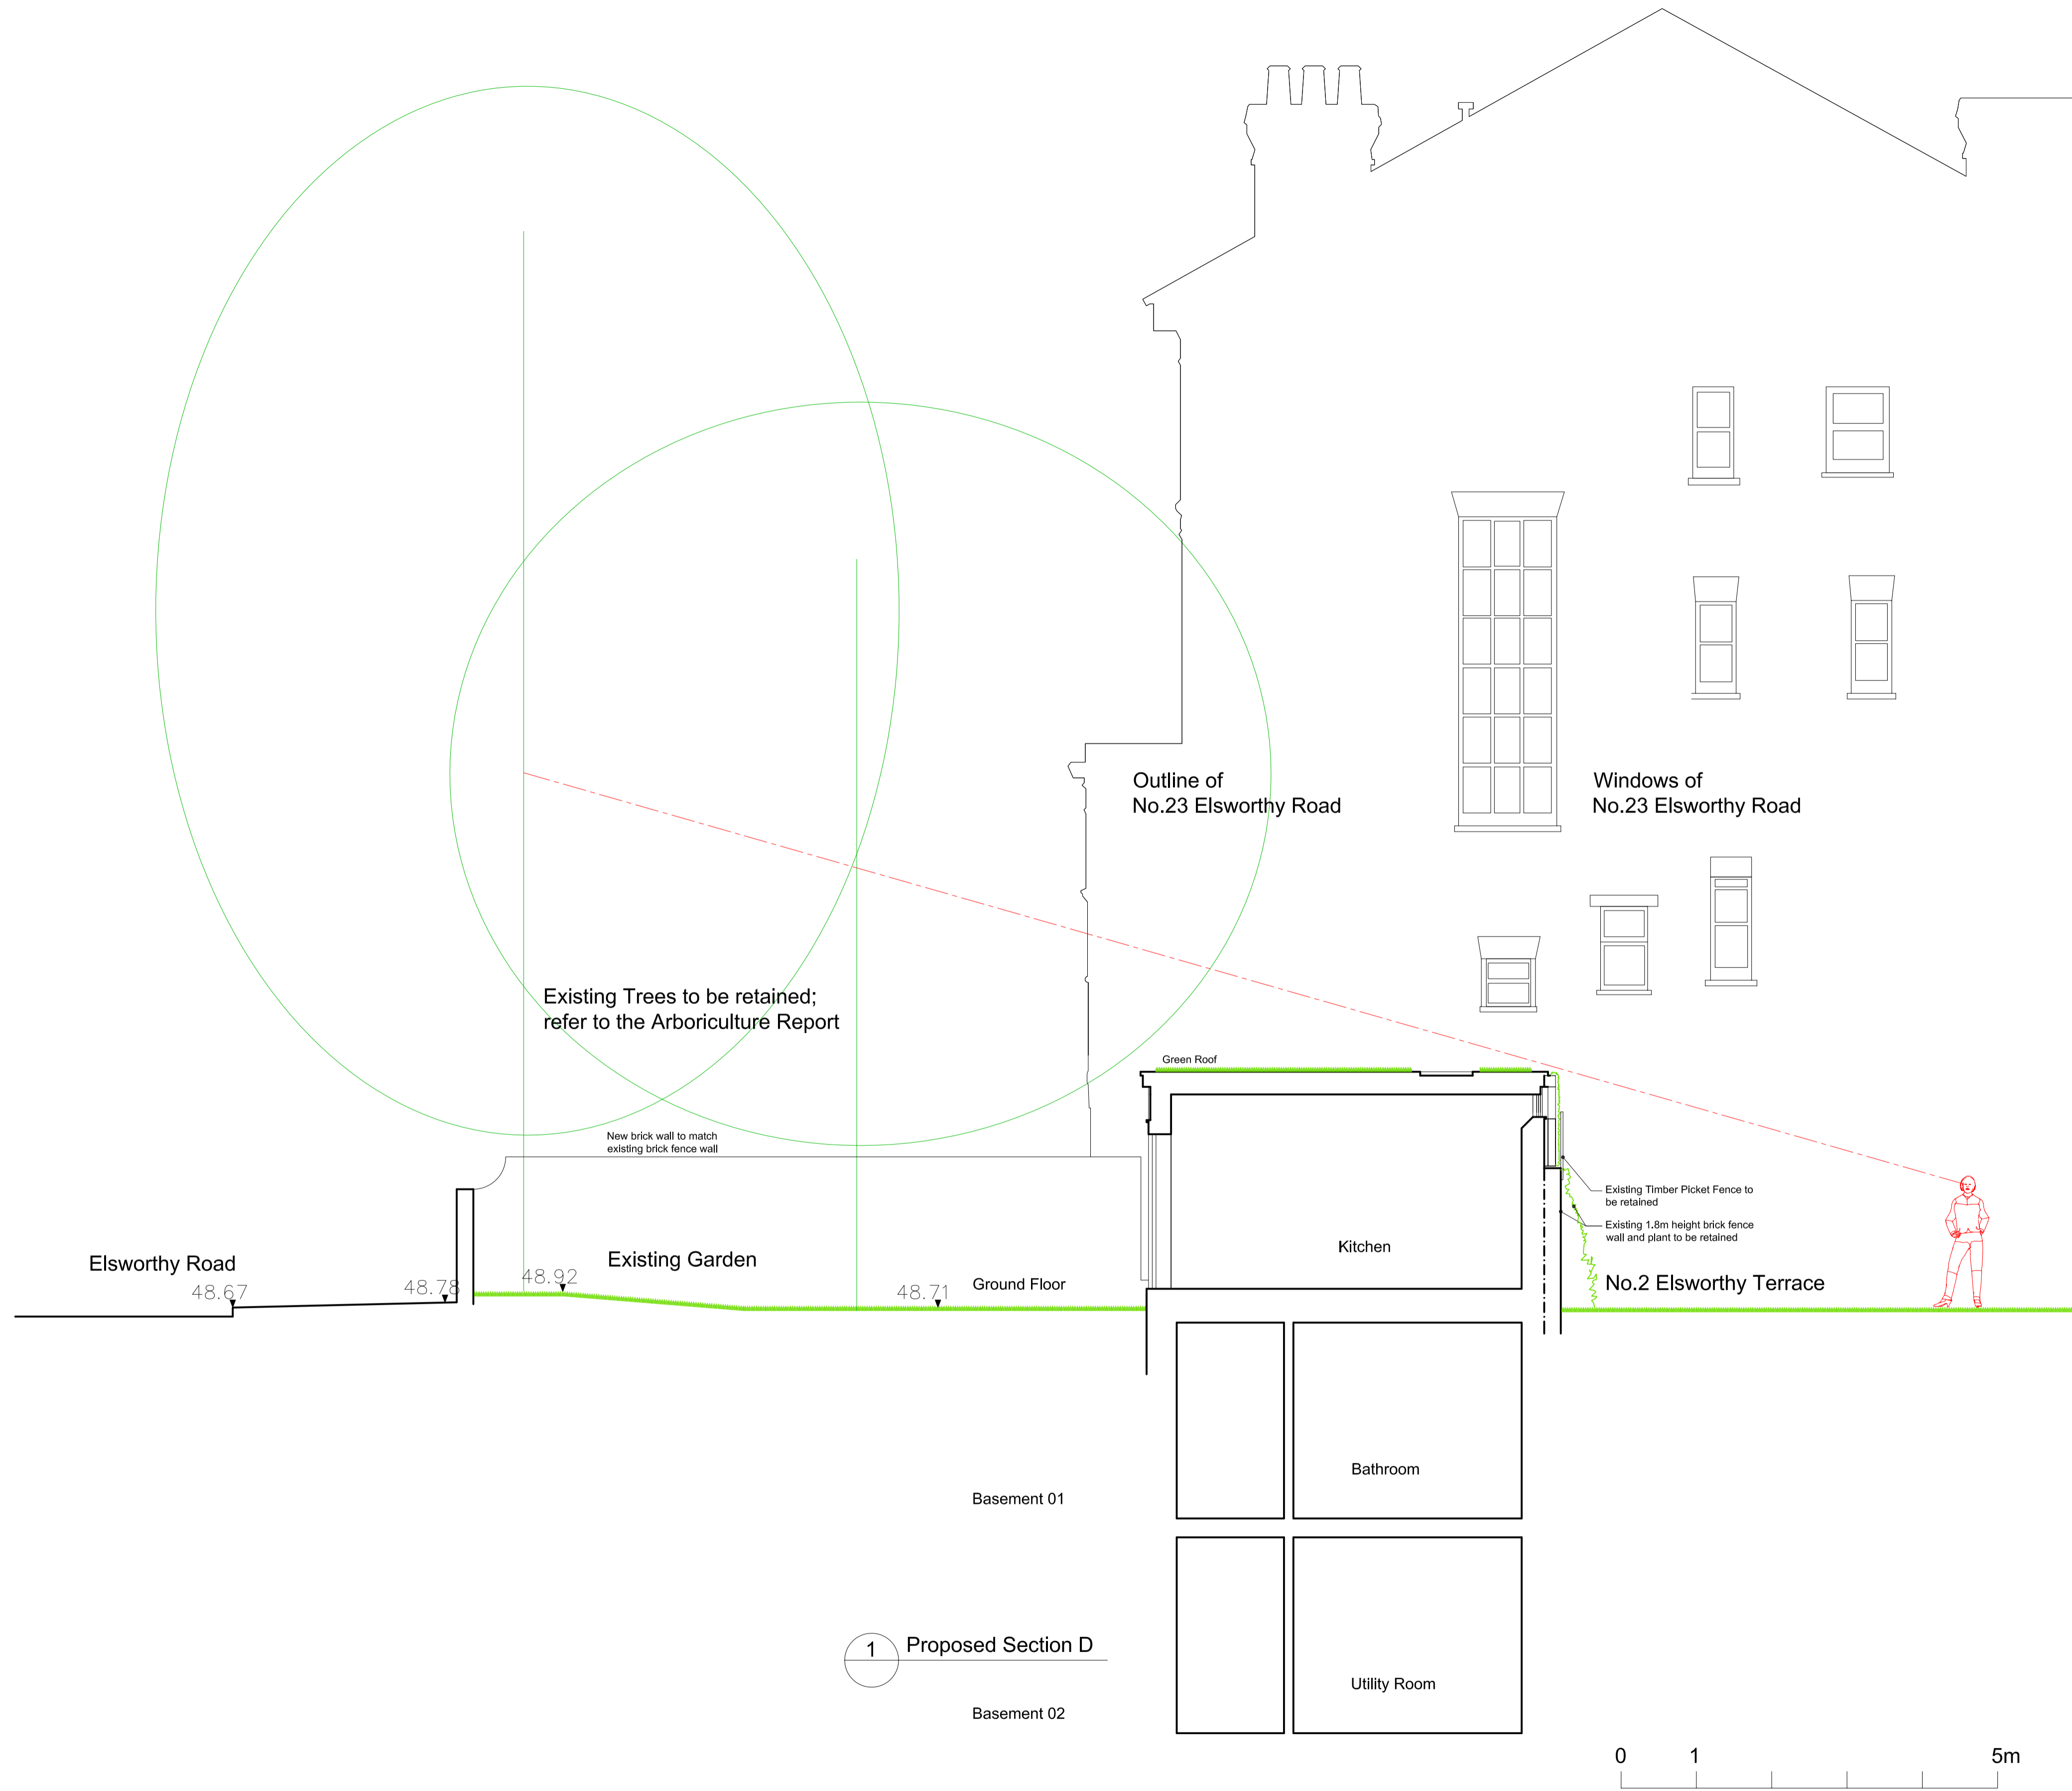 Outline of
No.23 Elsworthy Road
Windows of
No.23 Elsworthy Road
Existing Trees to be retained;
refer to the Arboriculture Report
Green Roof
New brick wall to match
existing brick fence wall
Existing Timber Picket Fence to
be retained
Existing 1.8m height brick fence
wall and plant to be retained
Kitchen
Elsworthy Road
48.67
48.78
48.92
Existing Garden
48.71
Ground Floor
No.2 Elsworthy Terrace
Bathroom
Basement 01
1 Proposed Section D
Utility Room
Basement 02
0 1 5m